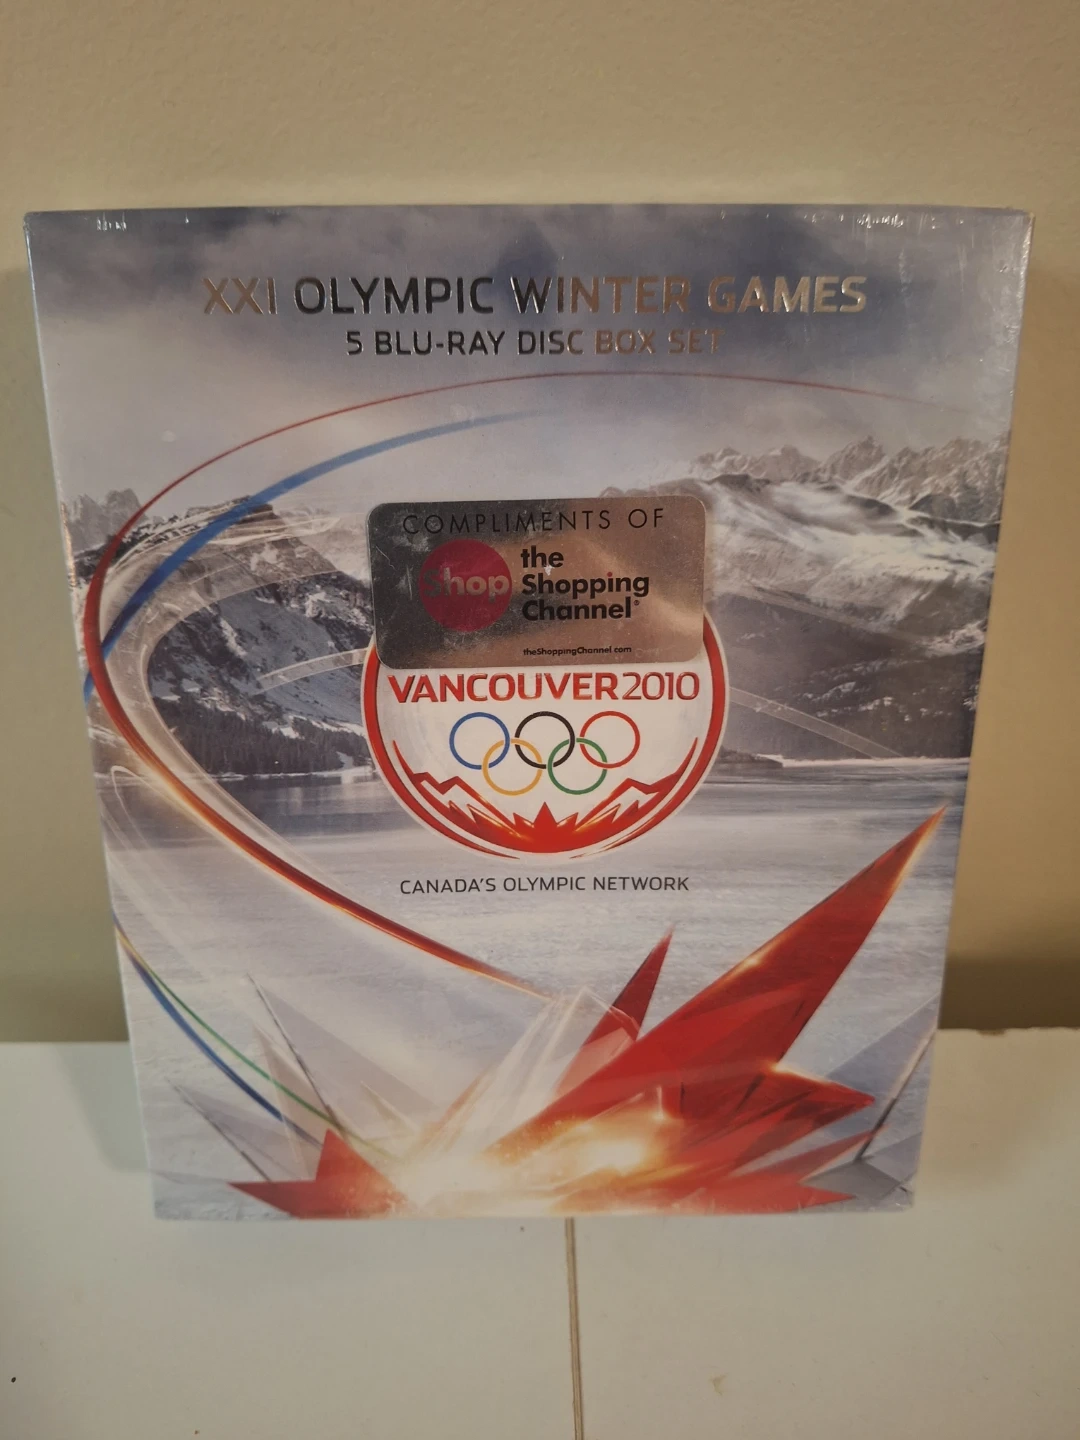 XXI OLYMPIC WINTER GAMES
5 BLU-RAY DISC BOX SET
COMPLIMENTS OF
Shop
the
Shopping
Channel®
theShoppingChannel.com
VANCOUVER2010
CANADA'S OLYMPIC NETWORK